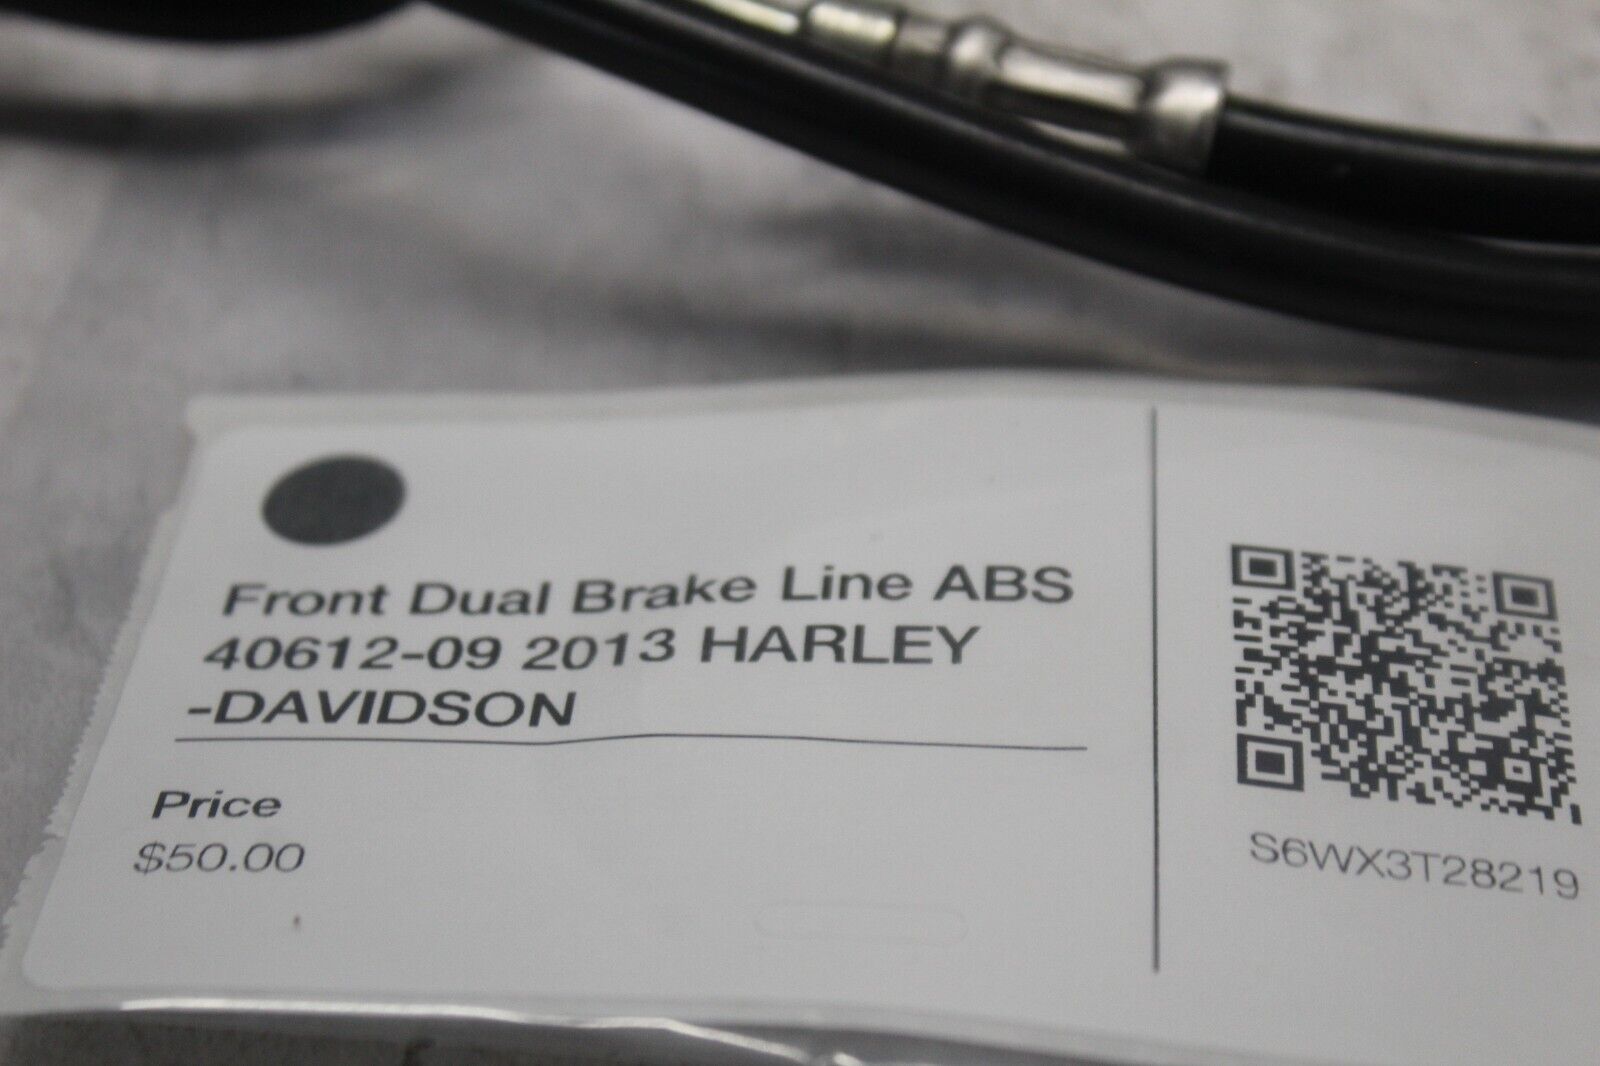 Front Dual Brake Line ABS
40612-09 2013 HARLEY
-DAVIDSON
Price
$50.00
S6WX3T28219